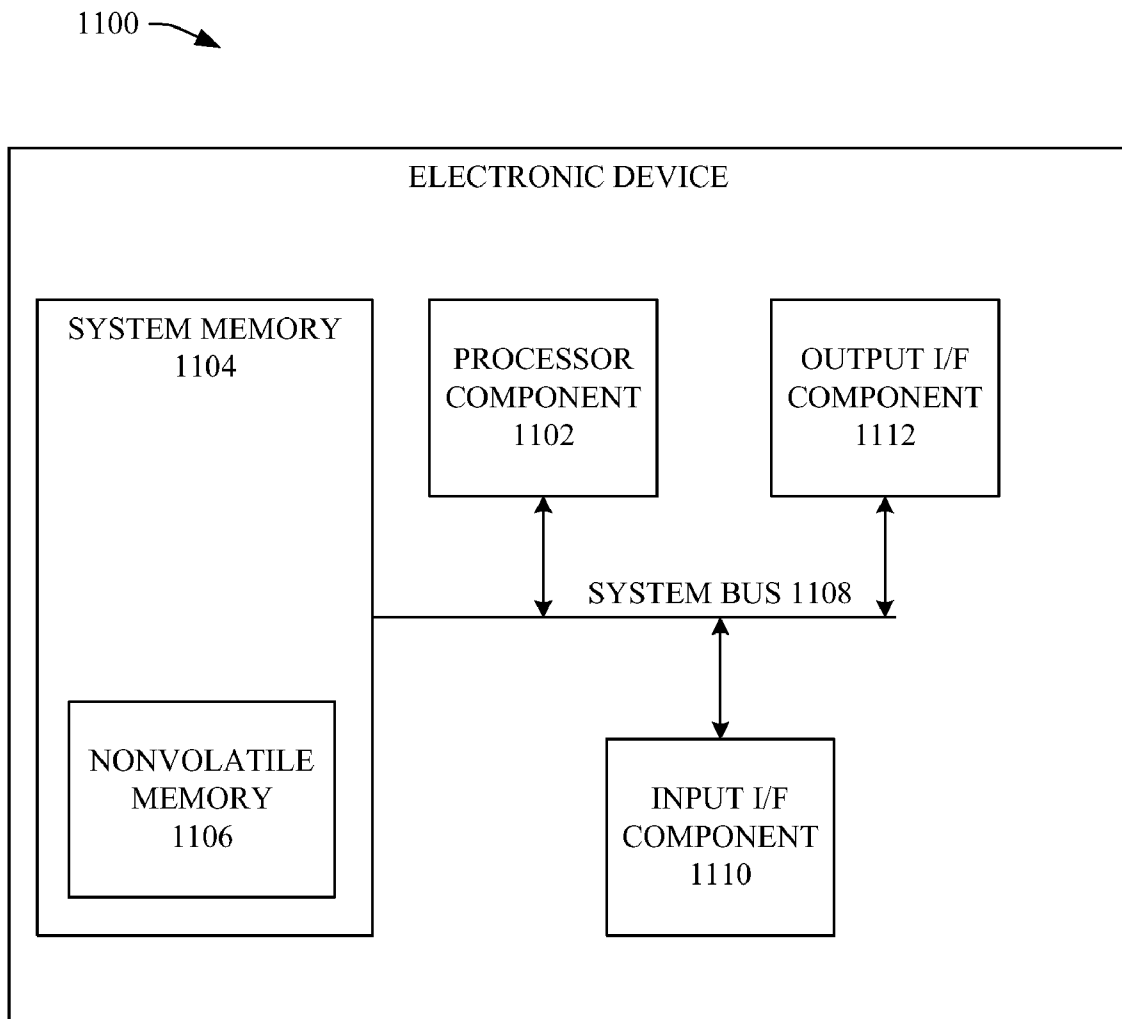 1100
ELECTRONIC DEVICE
SYSTEM MEMORY
1104
PROCESSOR
COMPONENT
1102
OUTPUT I/F
COMPONENT
1112
SYSTEM BUS 1108
NONVOLATILE
MEMORY
1106
INPUT I/F
COMPONENT
1110